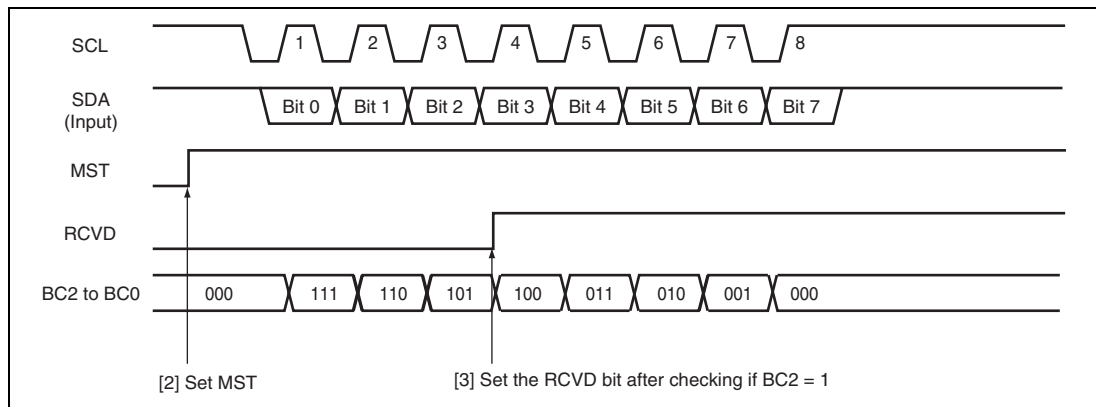 SCL 1 2 3 4 5 6 7 8
SDA
(Input)
Bit 0 Bit 1 Bit 2 Bit 3 Bit 4 Bit 5 Bit 6 Bit 7
MST
RCVD
BC2 to BC0 000 111 110 101 100 011 010 001 000
[2] Set MST [3] Set the RCVD bit after checking if BC2 = 1